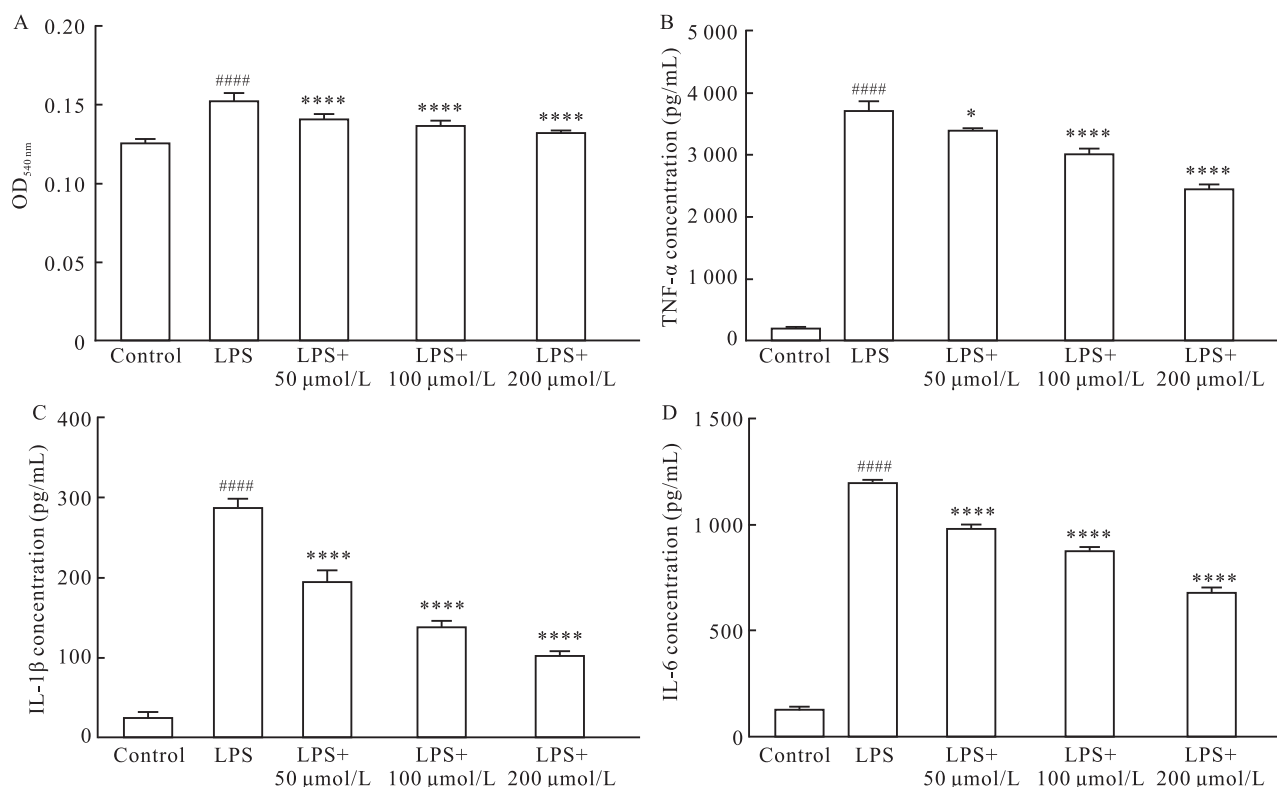 A
0.20
0.15
0.10
0.05
0
OD540 nm
####
****
****
****
Control
LPS
LPS+
50 μmol/L
LPS+
100 μmol/L
LPS+
200 μmol/L
B
5 000
4 000
3 000
2 000
1 000
0
TNF-α concentration (pg/mL)
####
*
****
****
Control
LPS
LPS+
50 μmol/L
LPS+
100 μmol/L
LPS+
200 μmol/L
C
400
300
200
100
0
IL-1β concentration (pg/mL)
####
****
****
****
Control
LPS
LPS+
50 μmol/L
LPS+
100 μmol/L
LPS+
200 μmol/L
D
1 500
1 000
500
0
IL-6 concentration (pg/mL)
####
****
****
****
Control
LPS
LPS+
50 μmol/L
LPS+
100 μmol/L
LPS+
200 μmol/L